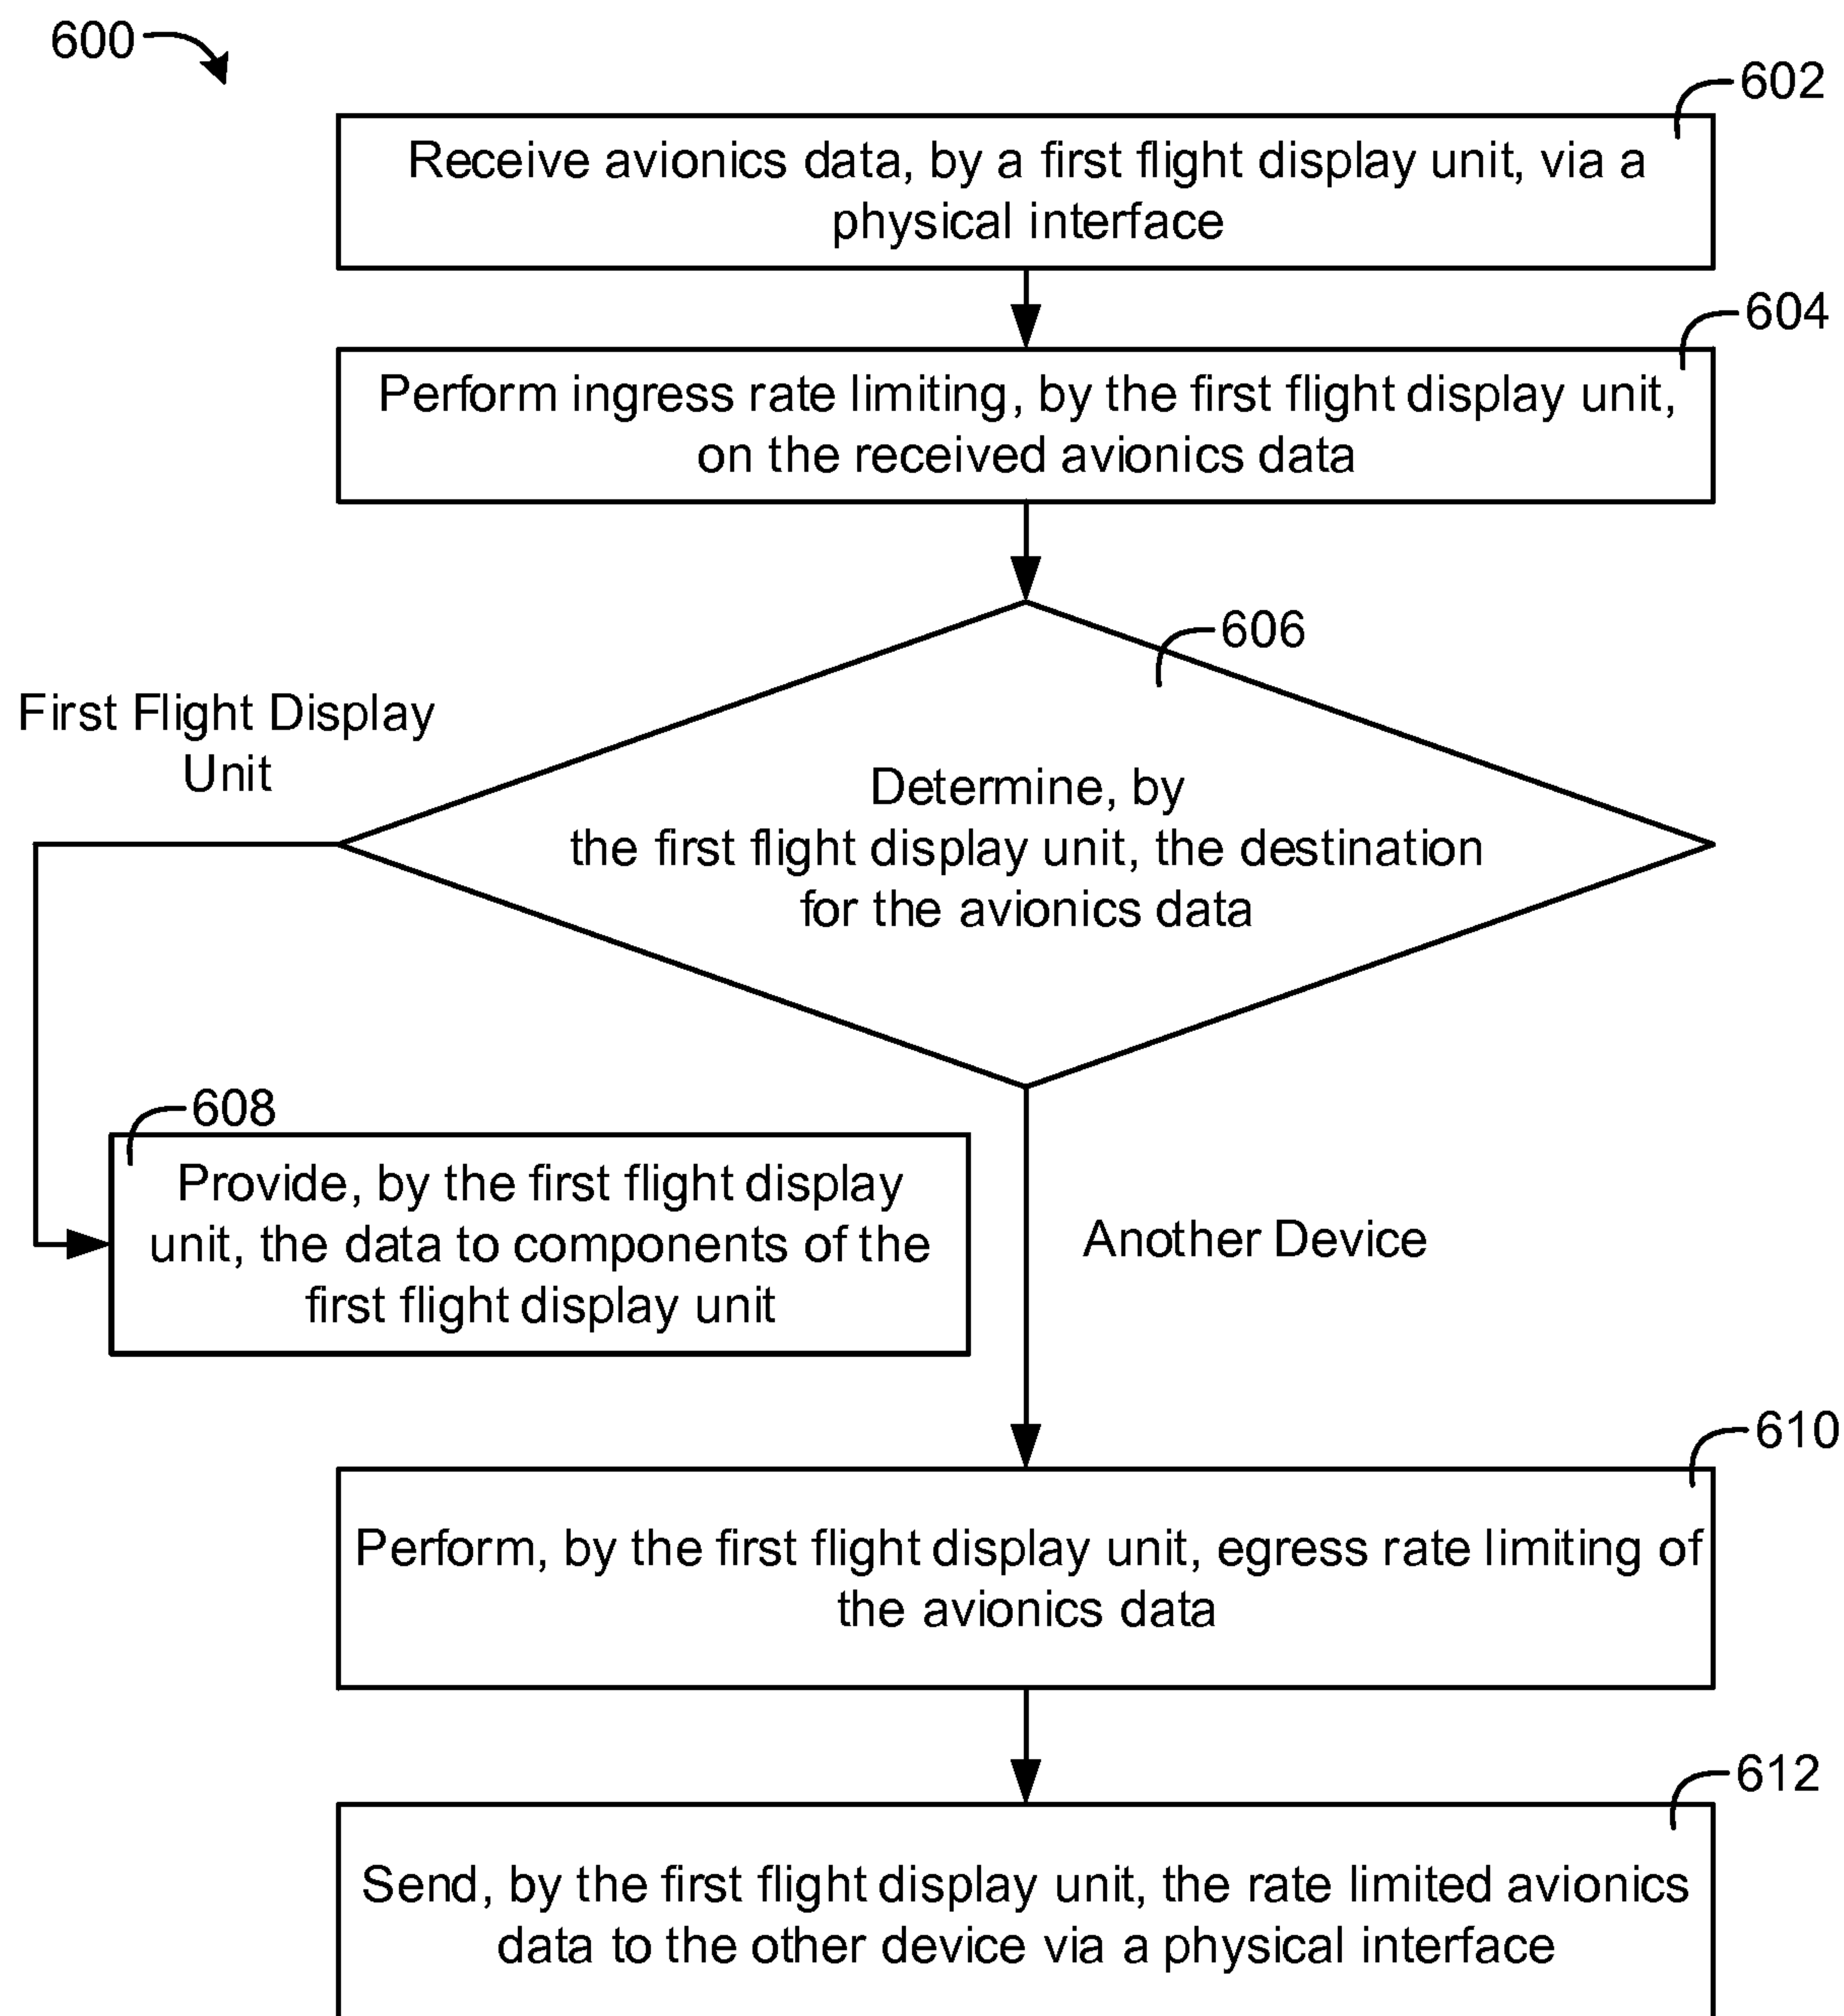 600
602
Receive avionics data, by a first flight display unit, via a
physical interface
604
Perform ingress rate limiting, by the first flight display unit,
on the received avionics data
606
First Flight Display
Unit
Determine, by
the first flight display unit, the destination
for the avionics data
608
Provide, by the first flight display
unit, the data to components of the
first flight display unit
Another Device
610
Perform, by the first flight display unit, egress rate limiting of
the avionics data
612
Send, by the first flight display unit, the rate limited avionics
data to the other device via a physical interface